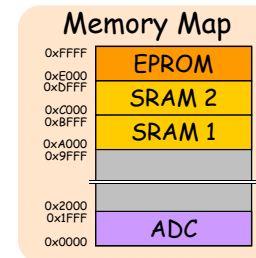 Memory Map
0xFFFF
EPROM
0xE000
0xDFFF
SRAM 2
0xC000
0xBFFF
SRAM 1
0xA000
0x9FFF
0x2000
0x1FFF
ADC
0x0000